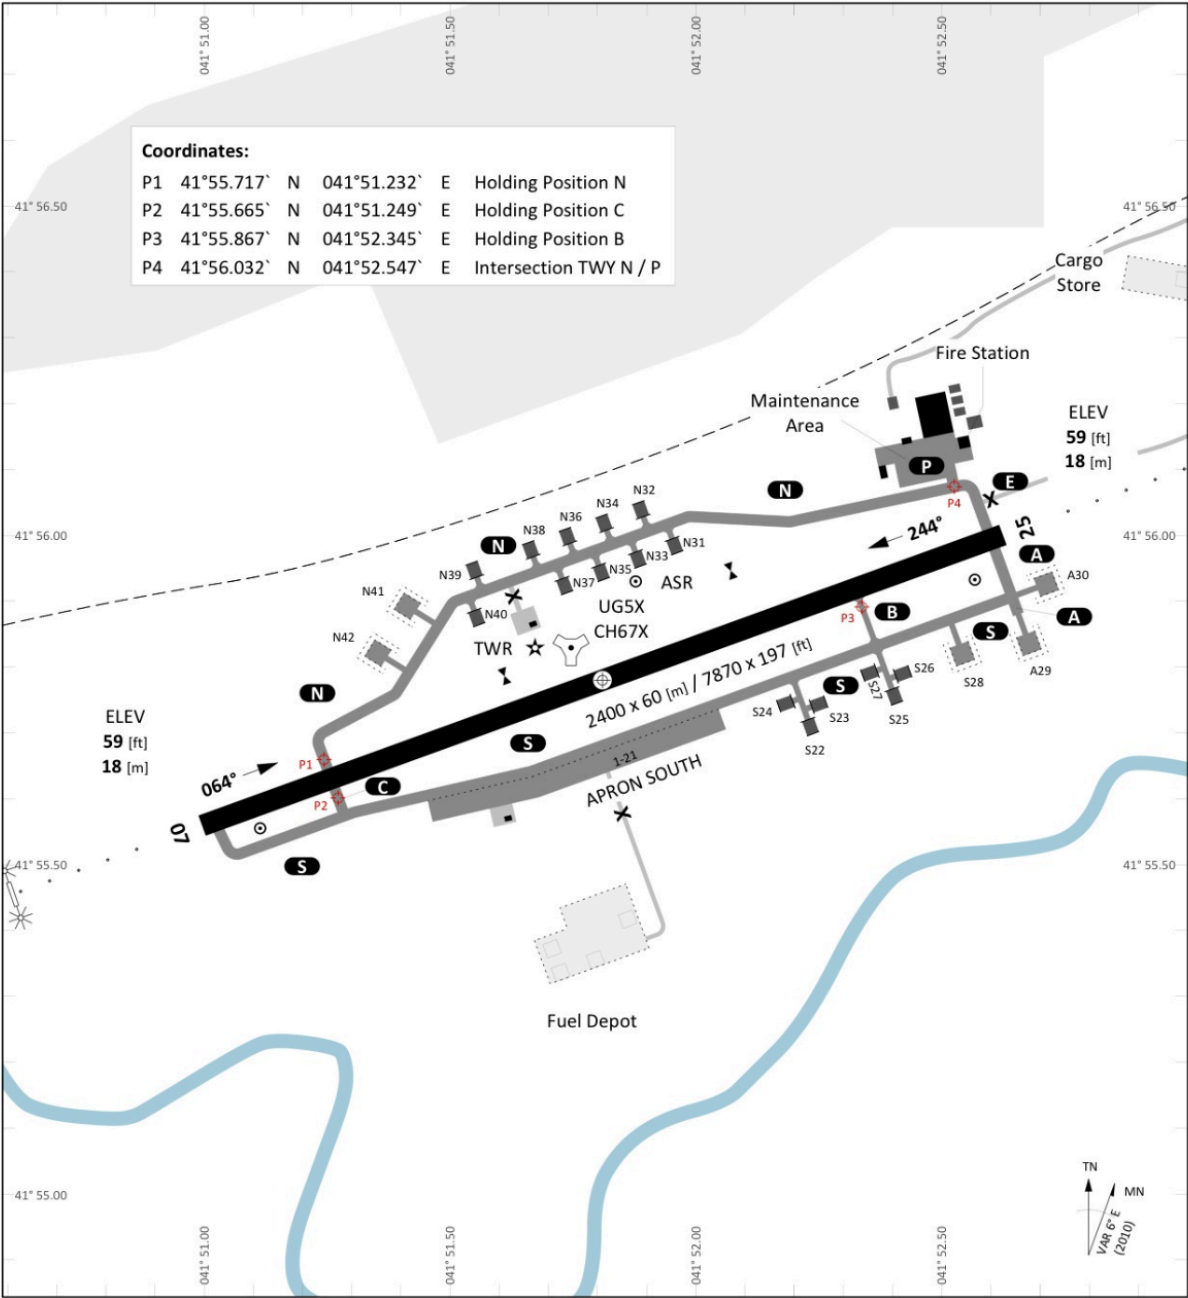 041° 51.00
041° 51.50
041° 52.00
041° 52.50
Coordinates:
P1 41°55.717` N 041°51.232` E Holding Position N
P2 41°55.665` N 041°51.249` E Holding Position C
P3 41°55.867` N 041°52.345` E Holding Position B
P4 41°56.032` N 041°52.547` E Intersection TWY N / P
41° 56.50
41° 56.50
Cargo
Store
Fire Station
Maintenance
Area
ELEV
59 [ft]
18 [m]
P
E
N
P4
N32
N34
N36
N38
N
N31
N33
N35
N37
N39
N40
N41
N42
41° 56.00
41° 56.00
244°
25
A
A30
ASR
UG5X
CH67X
TWR
P3
B
A
S
A29
S28
S26
S27
S25
S
S24
S23
S22
2400 x 60 [m] / 7870 x 197 [ft]
N
ELEV
59 [ft]
18 [m]
S
1-21
APRON SOUTH
P1
064°
C
P2
07
S
41° 55.50
41° 55.50
Fuel Depot
TN
MN
VAR 6° E
(2010)
41° 55.00
041° 51.00
041° 51.50
041° 52.00
041° 52.50